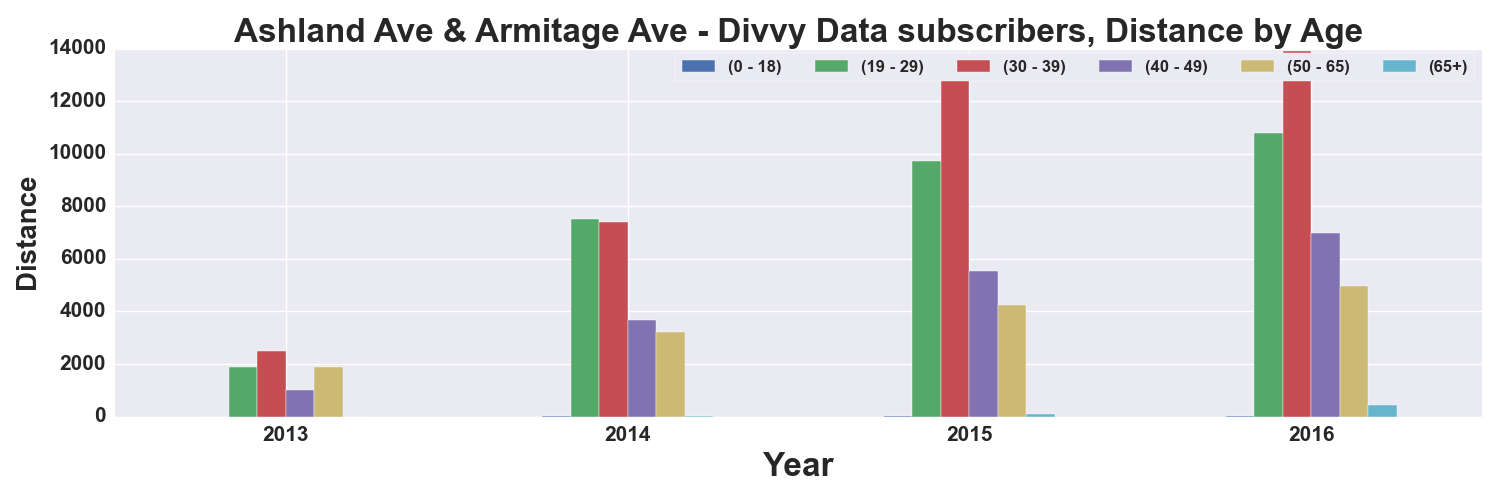 Ashland Ave & Armitage Ave - Divvy Data subscribers, Distance by Age
14000
12000
10000
8000
6000
4000
2000
0
Distance
(0 - 18) (19 - 29) (30 - 39) (40 - 49) (50 - 65) (65+)
2013 2014 2015 2016
Year